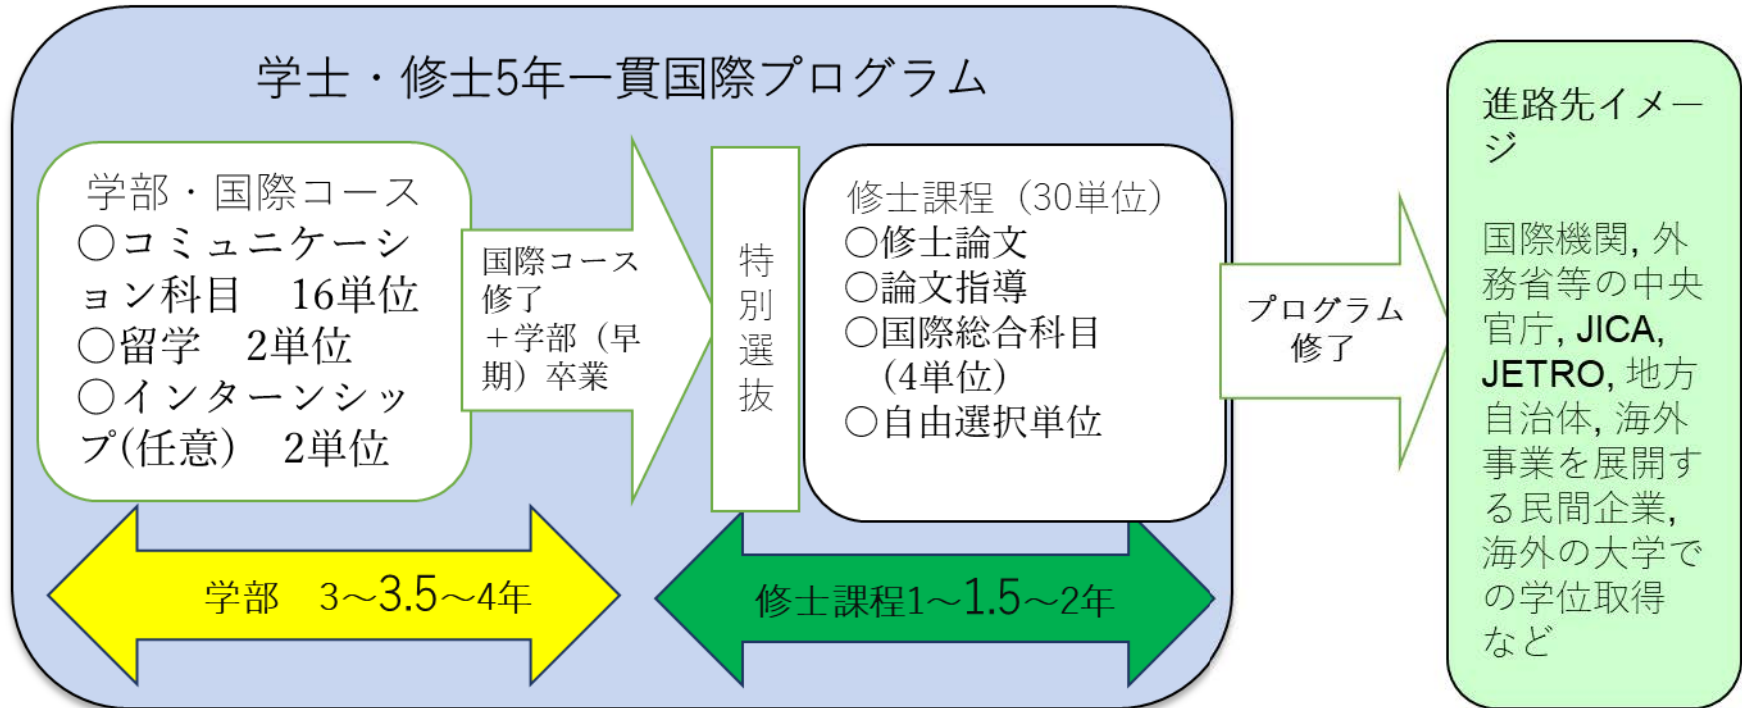 学士・修士5年一貫国際プログラム
学部・国際コース
〇コミュニケーシ
ョン科目　16単位
〇留学　2単位
〇インターンシッ
プ(任意)　2単位
国際コース
修了
＋学部（早
期）卒業
特
別
選
抜
修士課程（30単位）
〇修士論文
〇論文指導
〇国際総合科目
（4単位）
〇自由選択単位
プログラム
修了
進路先イメー
ジ
国際機関, 外
務省等の中央
官庁, JICA,
JETRO, 地方
自治体, 海外
事業を展開す
る民間企業,
海外の大学で
の学位取得
など
学部　3～3.5～4年
修士課程1～1.5～2年